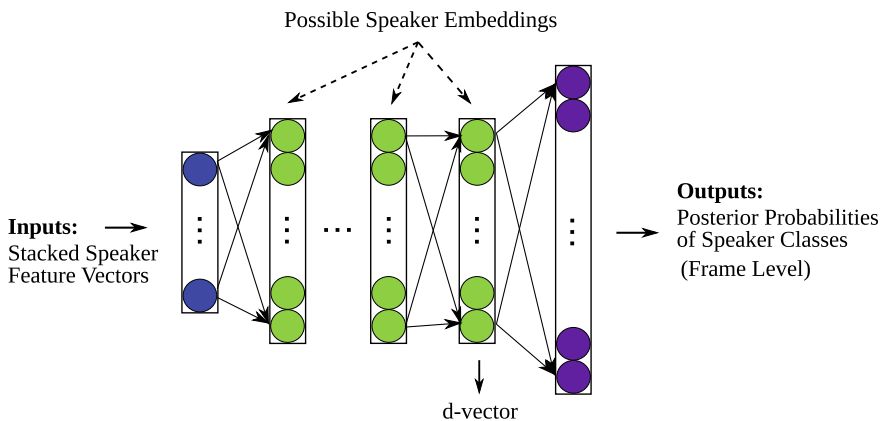 Possible Speaker Embeddings
Inputs:
Stacked Speaker
Feature Vectors
Outputs:
Posterior Probabilities
of Speaker Classes
(Frame Level)
d-vector